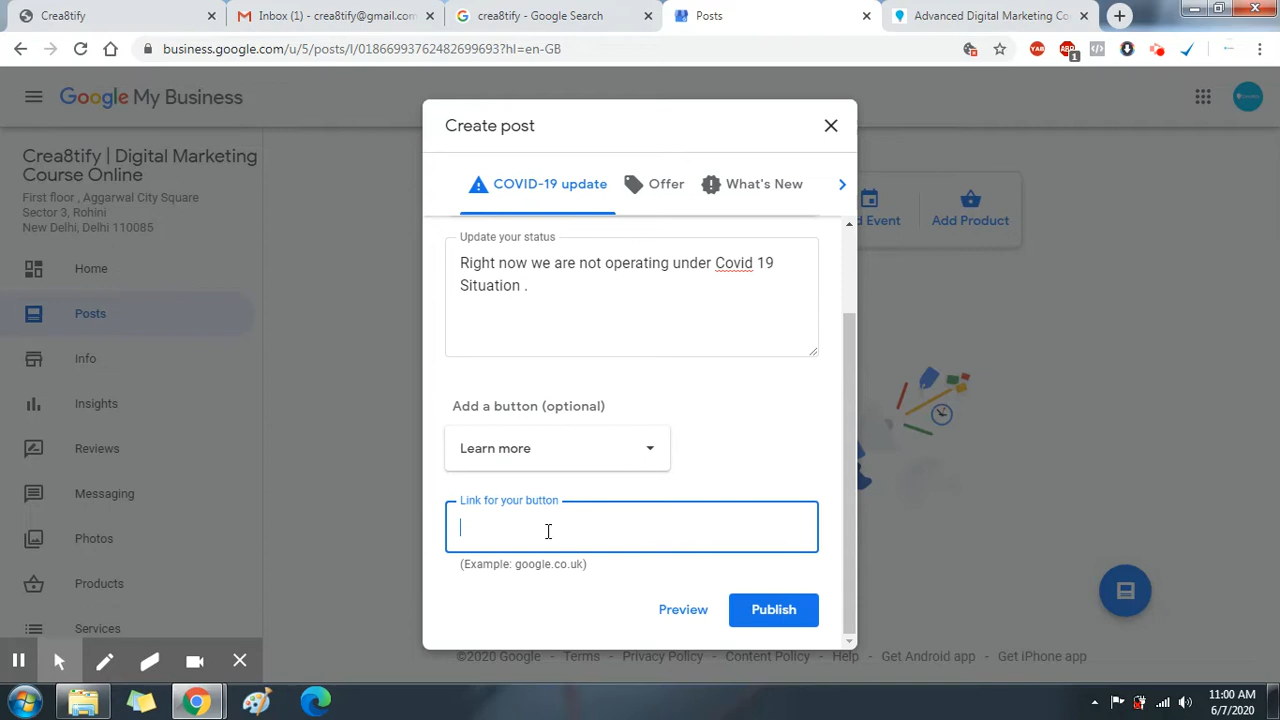 Crea8tify
Inbox (1) - crea8tify@gmail.com
crea8tify - Google Search
Posts
Advanced Digital Marketing Co
business.google.com/u/5/posts/l/01866993762482699693?hl=en-GB
1
Google My Business
Crea8tify | Digital Marketing
Course Online
First floor , Aggarwal City Square
Sector 3, Rohini
New Delhi, Delhi 110085
Home
Posts
Info
Insights
Reviews
Messaging
Photos
Products
Services
Create post
COVID-19 update
Offer
What's New
d Event
Add Product
Update your status
Right now we are not operating under Covid 19
Situation .
Add a button (optional)
Learn more
Link for your button
(Example: google.co.uk)
Preview
Publish
©2020 Google
Terms
Privacy Policy
Content Policy
Help
Get Android app
Get iPhone app
11:00 AM
6/7/2020